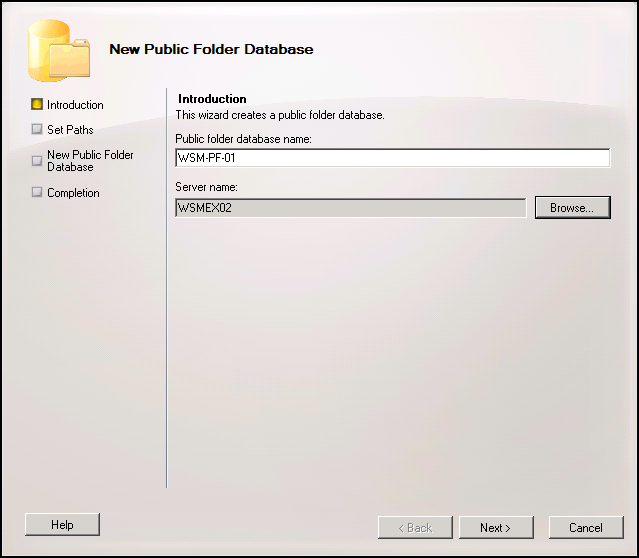 New Public Folder Database
Introduction
Set Paths
New Public Folder
Database
Completion
Introduction
This wizard creates a public folder database.
Public folder database name:
WSM-PF-01
Server name:
WSMEX02
Browse...
Help
< Back
Next >
Cancel